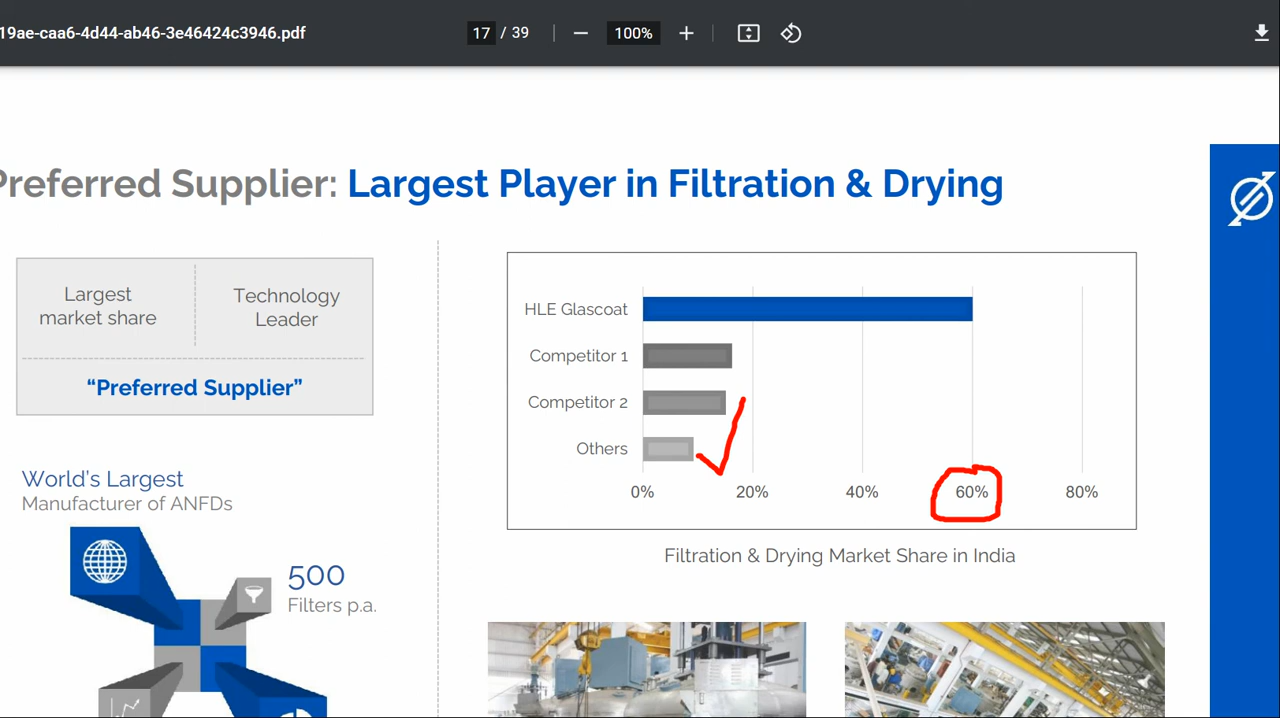 19ae-caa6-4d44-ab46-3e46424c3946.pdf
17 / 39
100%
Preferred Supplier: Largest Player in Filtration & Drying
Largest
market share
Technology
Leader
“Preferred Supplier”
World’s Largest
Manufacturer of ANFDs
500
Filters p.a.
HLE Glascoat
Competitor 1
Competitor 2
Others
0% 20% 40% 60% 80%
Filtration & Drying Market Share in India